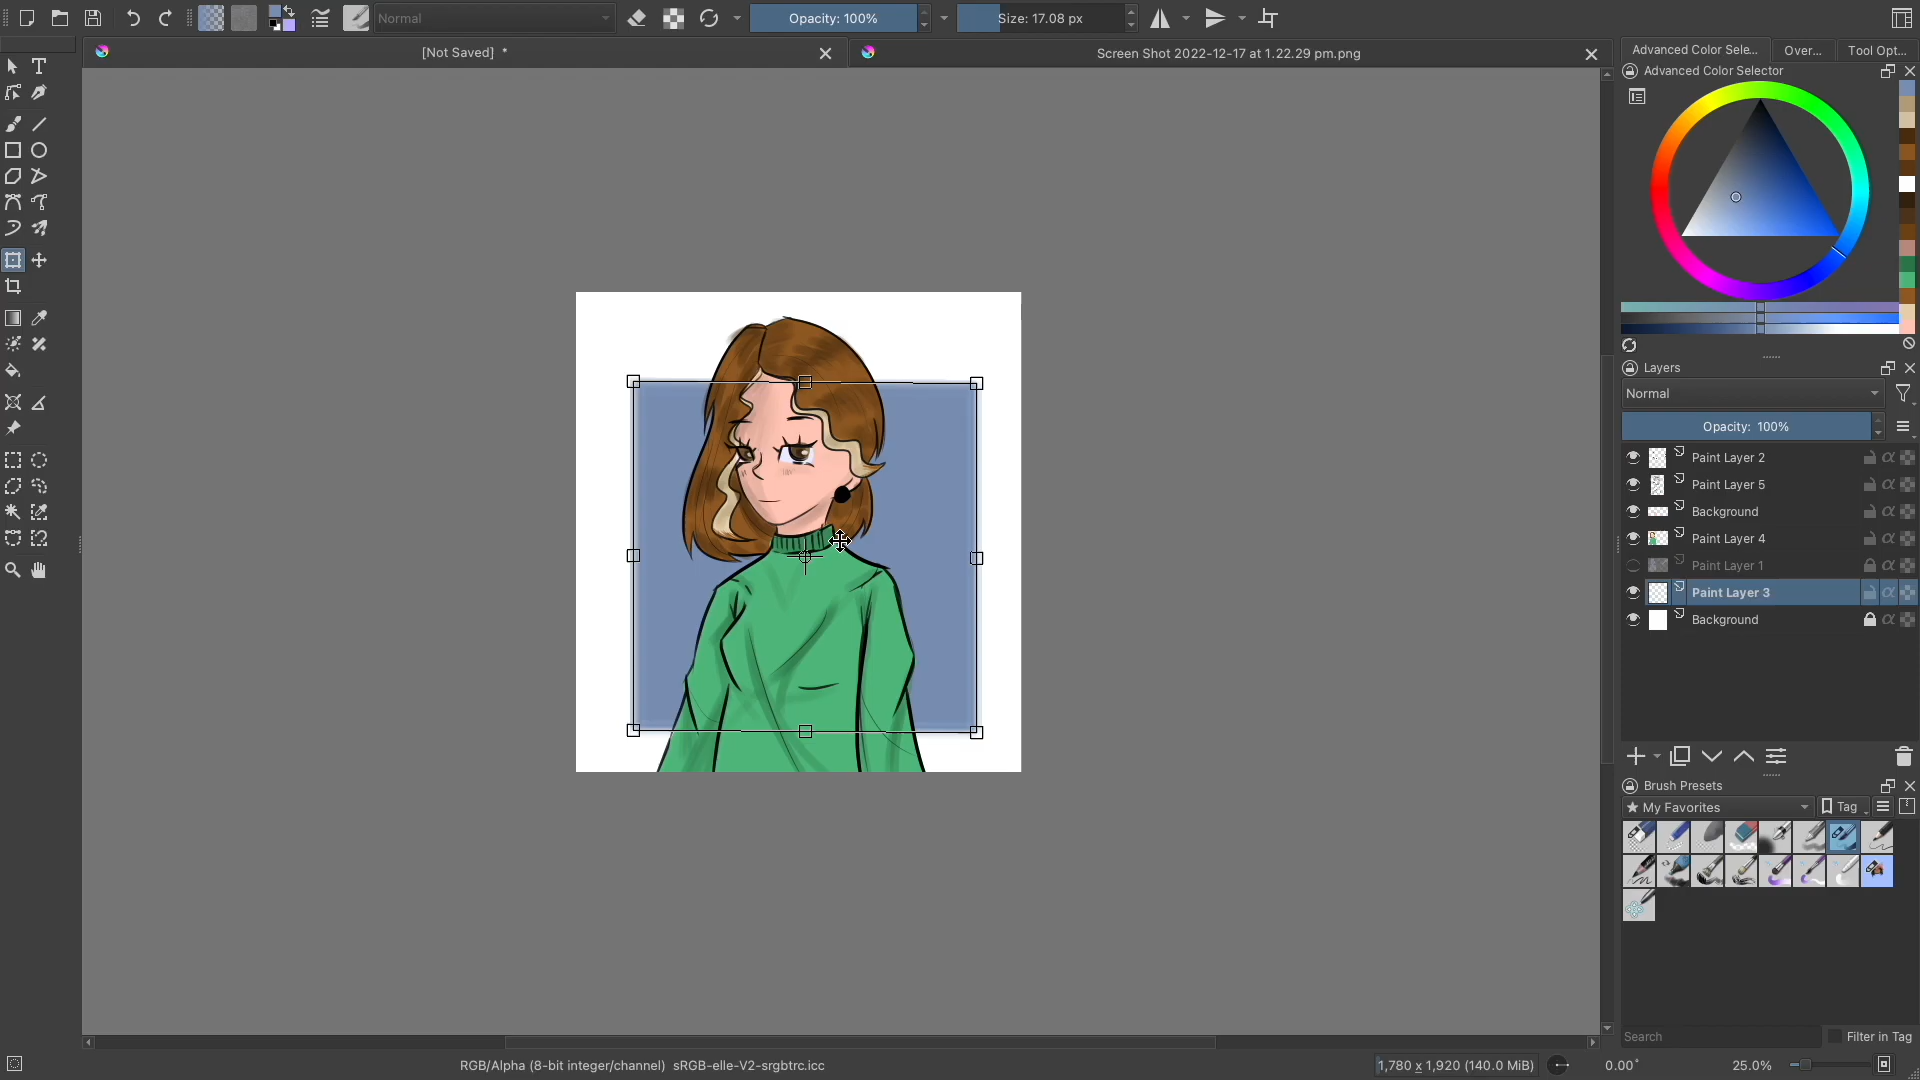 Normal
Opacity: 100%
Size: 17.08 px
[Not Saved] *
Screen Shot 2022-12-17 at 1.22.29 pm.png
Advanced Color Sele...
Over...
Tool Opt...
Advanced Color Selector
Layers
Normal
Opacity: 100%
Paint Layer 2
Paint Layer 5
Background
Paint Layer 4
Paint Layer 1
Paint Layer 3
Background
Brush Presets
★ My Favorites
Tag
Search
Filter in Tag
RGB/Alpha (8-bit integer/channel) sRGB-elle-V2-srgbtrc.icc
1,780 x 1,920 (140.0 MiB)
0.00°
25.0%